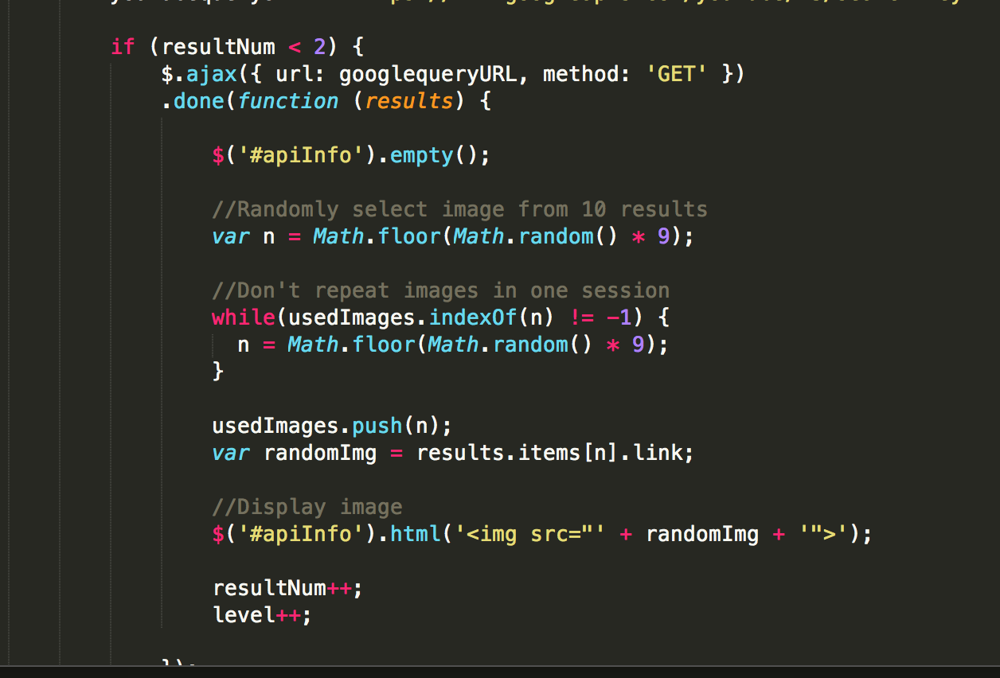 if (resultNum < 2) {
$.ajax({ url: googlequeryURL, method: 'GET' })
.done(function (results) {
$('#apiInfo').empty();
//Randomly select image from 10 results
var n = Math.floor(Math.random() * 9);
//Don't repeat images in one session
while(usedImages.indexOf(n) != -1) {
n = Math.floor(Math.random() * 9);
}
usedImages.push(n);
var randomImg = results.items[n].link;
//Display image
$('#apiInfo').html('<img src="' + randomImg + '">');
resultNum++;
level++;
});